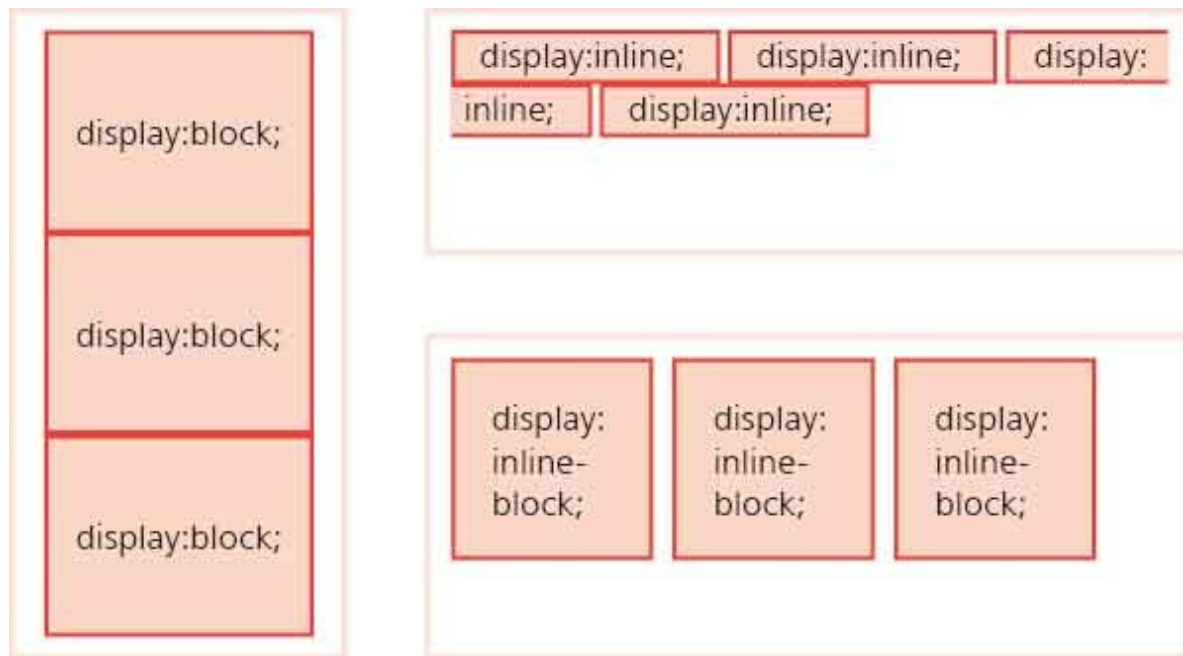 display:block;
display:block;
display:block;
display:inline; display:inline; display:
inline; display:inline;
display:
inline-
block;
display:
inline-
block;
display:
inline-
block;